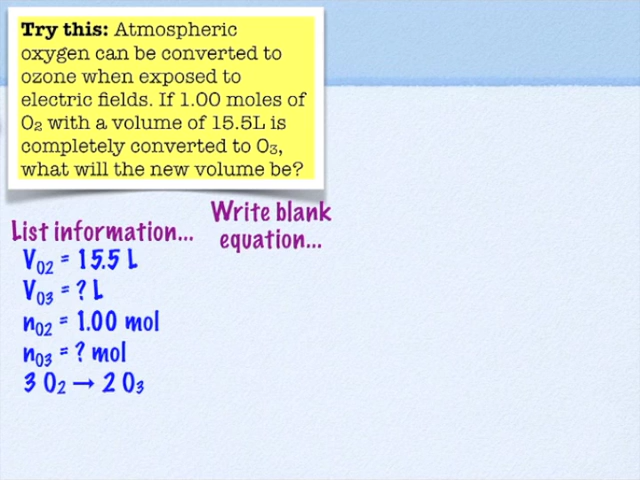 Try this: Atmospheric
oxygen can be converted to
ozone when exposed to
electric fields. If 1.00 moles of
O₂ with a volume of 15.5L is
completely converted to O₃,
what will the new volume be?
List information...
V₀₂ = 15.5 L
V₀₃ = ? L
n₀₂ = 1.00 mol
n₀₃ = ? mol
3 O₂ → 2 O₃
Write blank
equation...